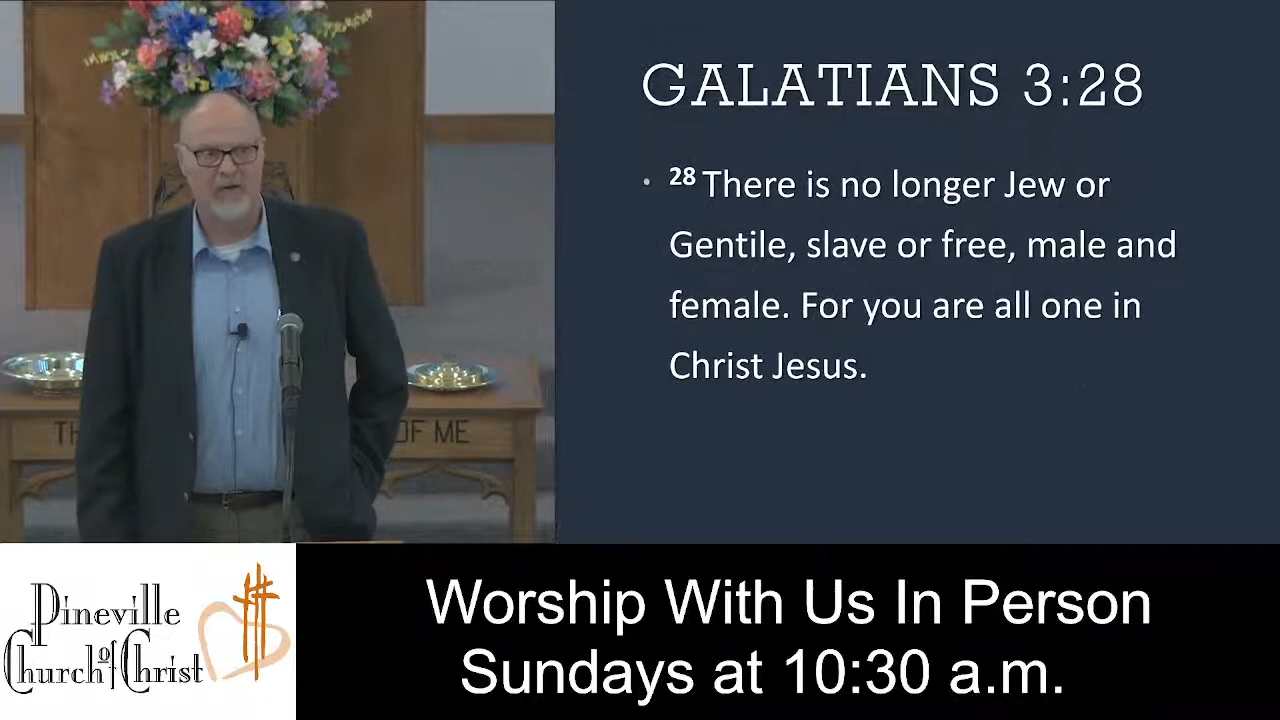 GALATIANS 3:28
• 28 There is no longer Jew or
Gentile, slave or free, male and
female. For you are all one in
Christ Jesus.
OF ME
Pineville
Church of Christ
Worship With Us In Person
Sundays at 10:30 a.m.